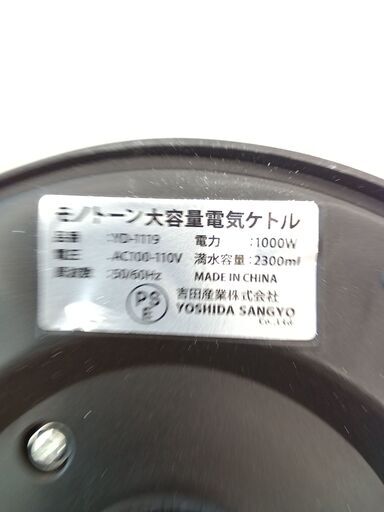 モノトーン大容量電気ケトル
品番 :YD-1119 電力 :1000W
電圧 :AC100-110V 満水容量:2300ml
周波数:50/60Hz MADE IN CHINA
PS
E
吉田産業株式会社
YOSHIDA SANGYO
Co.,Ltd